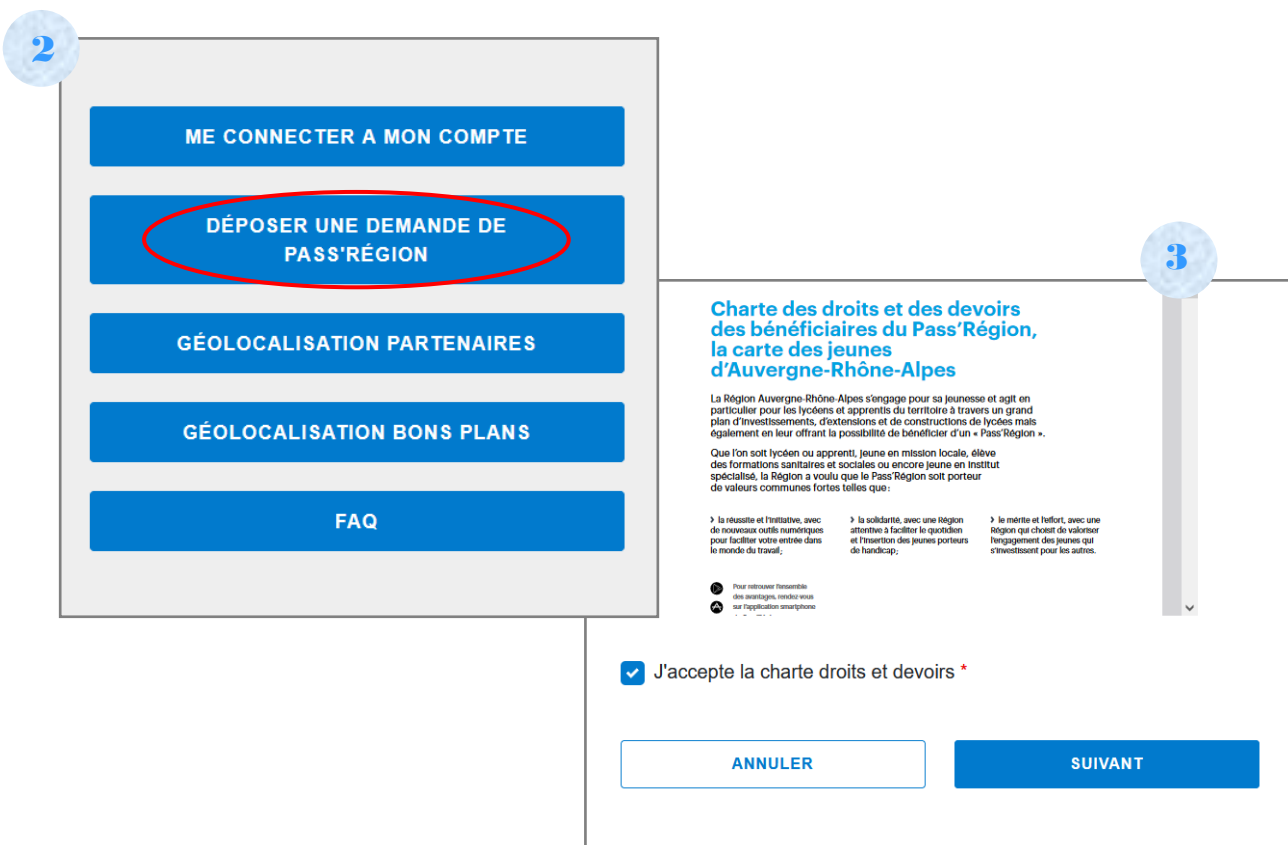 2
ME CONNECTER A MON COMPTE
DÉPOSER UNE DEMANDE DE
PASS'RÉGION
GÉOLOCALISATION PARTENAIRES
GÉOLOCALISATION BONS PLANS
FAQ
3
Charte des droits et des devoirs
des bénéficiaires du Pass'Région,
la carte des jeunes
d'Auvergne-Rhône-Alpes
La Région Auvergne-Rhône-Alpes s'engage pour sa jeunesse et agit en
particulier pour les lycéens et apprentis du territoire à travers un grand
plan d'investissements, d'extensions et de constructions de lycées mais
également en leur offrant la possibilité de bénéficier d'un « Pass'Région ».
Que l'on soit lycéen ou apprenti, jeune en mission locale, élève
des formations sanitaires et sociales ou encore jeune en institut
spécialisé, la Région a voulu que le Pass'Région soit porteur
de valeurs communes fortes telles que :
> la réussite et l'initiative, avec
de nouveaux outils numériques
pour faciliter votre entrée dans
le monde du travail ;
> la solidarité, avec une Région
attentive à faciliter le quotidien
et l'insertion des jeunes porteurs
de handicap ;
> le mérite et l'effort, avec une
Région qui choisit de valoriser
l'engagement des jeunes qui
s'investissent pour les autres.
Pour retrouver l'ensemble
des avantages, rendez-vous
sur l'application smartphone
J'accepte la charte droits et devoirs *
ANNULER
SUIVANT